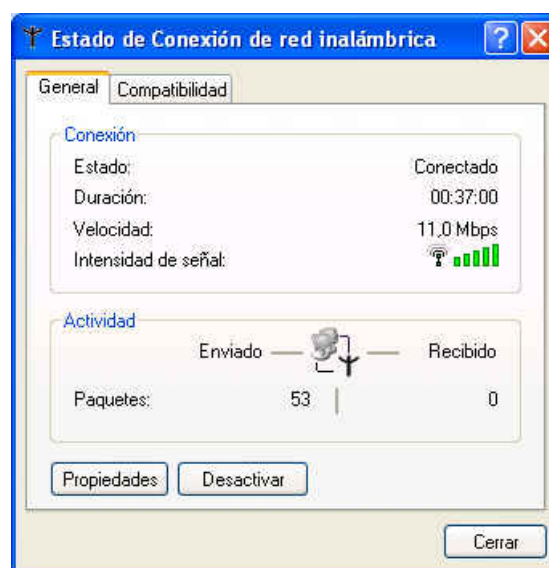 Estado de Conexión de red inalámbrica
General Compatibilidad
Conexión
Estado: Conectado
Duración: 00:37:00
Velocidad: 11,0 Mbps
Intensidad de señal:
Actividad
Enviado Recibido
Paquetes: 53 0
Propiedades Desactivar
Cerrar